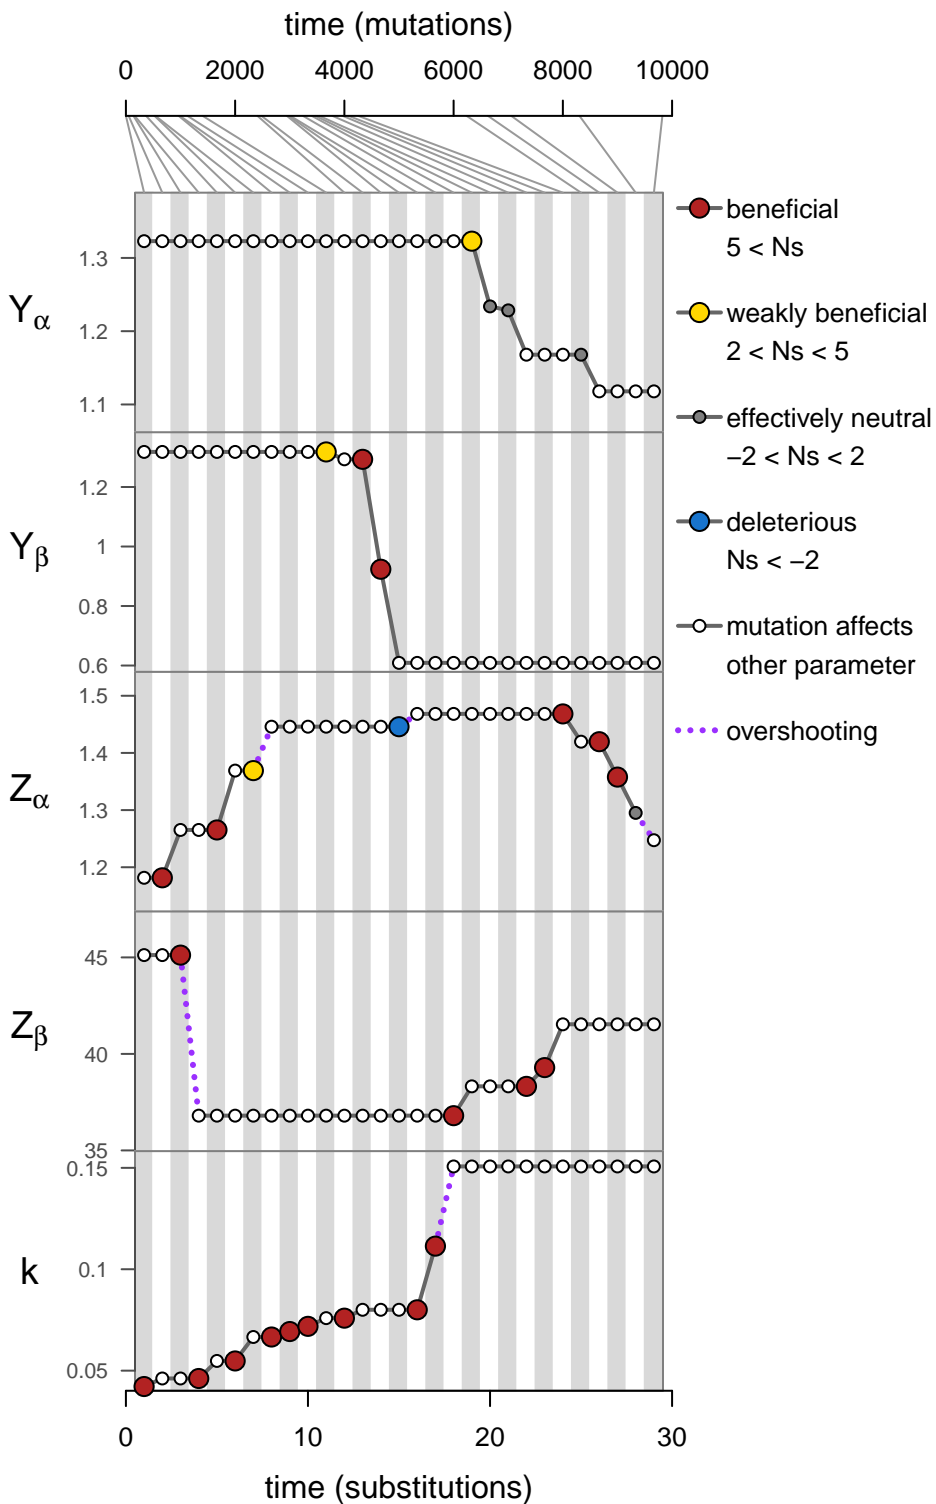 time (mutations)
0 2000 4000 6000 8000 10000
Yα
1.3
1.2
1.1
Yβ
1.2
1
0.8
0.6
Zα
1.5
1.4
1.3
1.2
Zβ
45
40
35
k
0.15
0.1
0.05
0 10 20 30
time (substitutions)
beneficial
5 < Ns
weakly beneficial
2 < Ns < 5
effectively neutral
−2 < Ns < 2
deleterious
Ns < −2
mutation affects
other parameter
overshooting